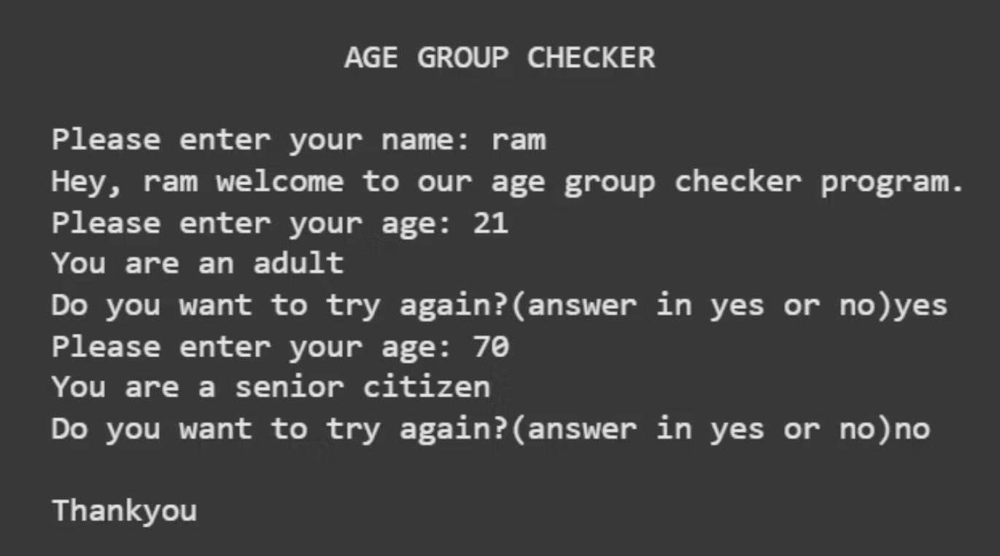 AGE GROUP CHECKER
Please enter your name: ram
Hey, ram welcome to our age group checker program.
Please enter your age: 21
You are an adult
Do you want to try again?(answer in yes or no)yes
Please enter your age: 70
You are a senior citizen
Do you want to try again?(answer in yes or no)no
Thankyou